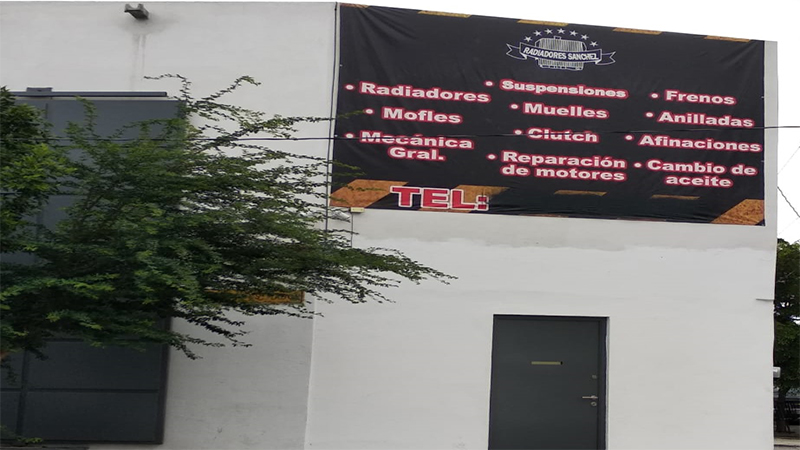 RADIADORES SANCHEZ
• Radiadores
• Mofles
• Mecánica
Gral.
• Suspensiones
• Muelles
• Clutch
• Reparación
de motores
• Frenos
• Anilladas
• Afinaciones
• Cambio de
aceite
TEL: